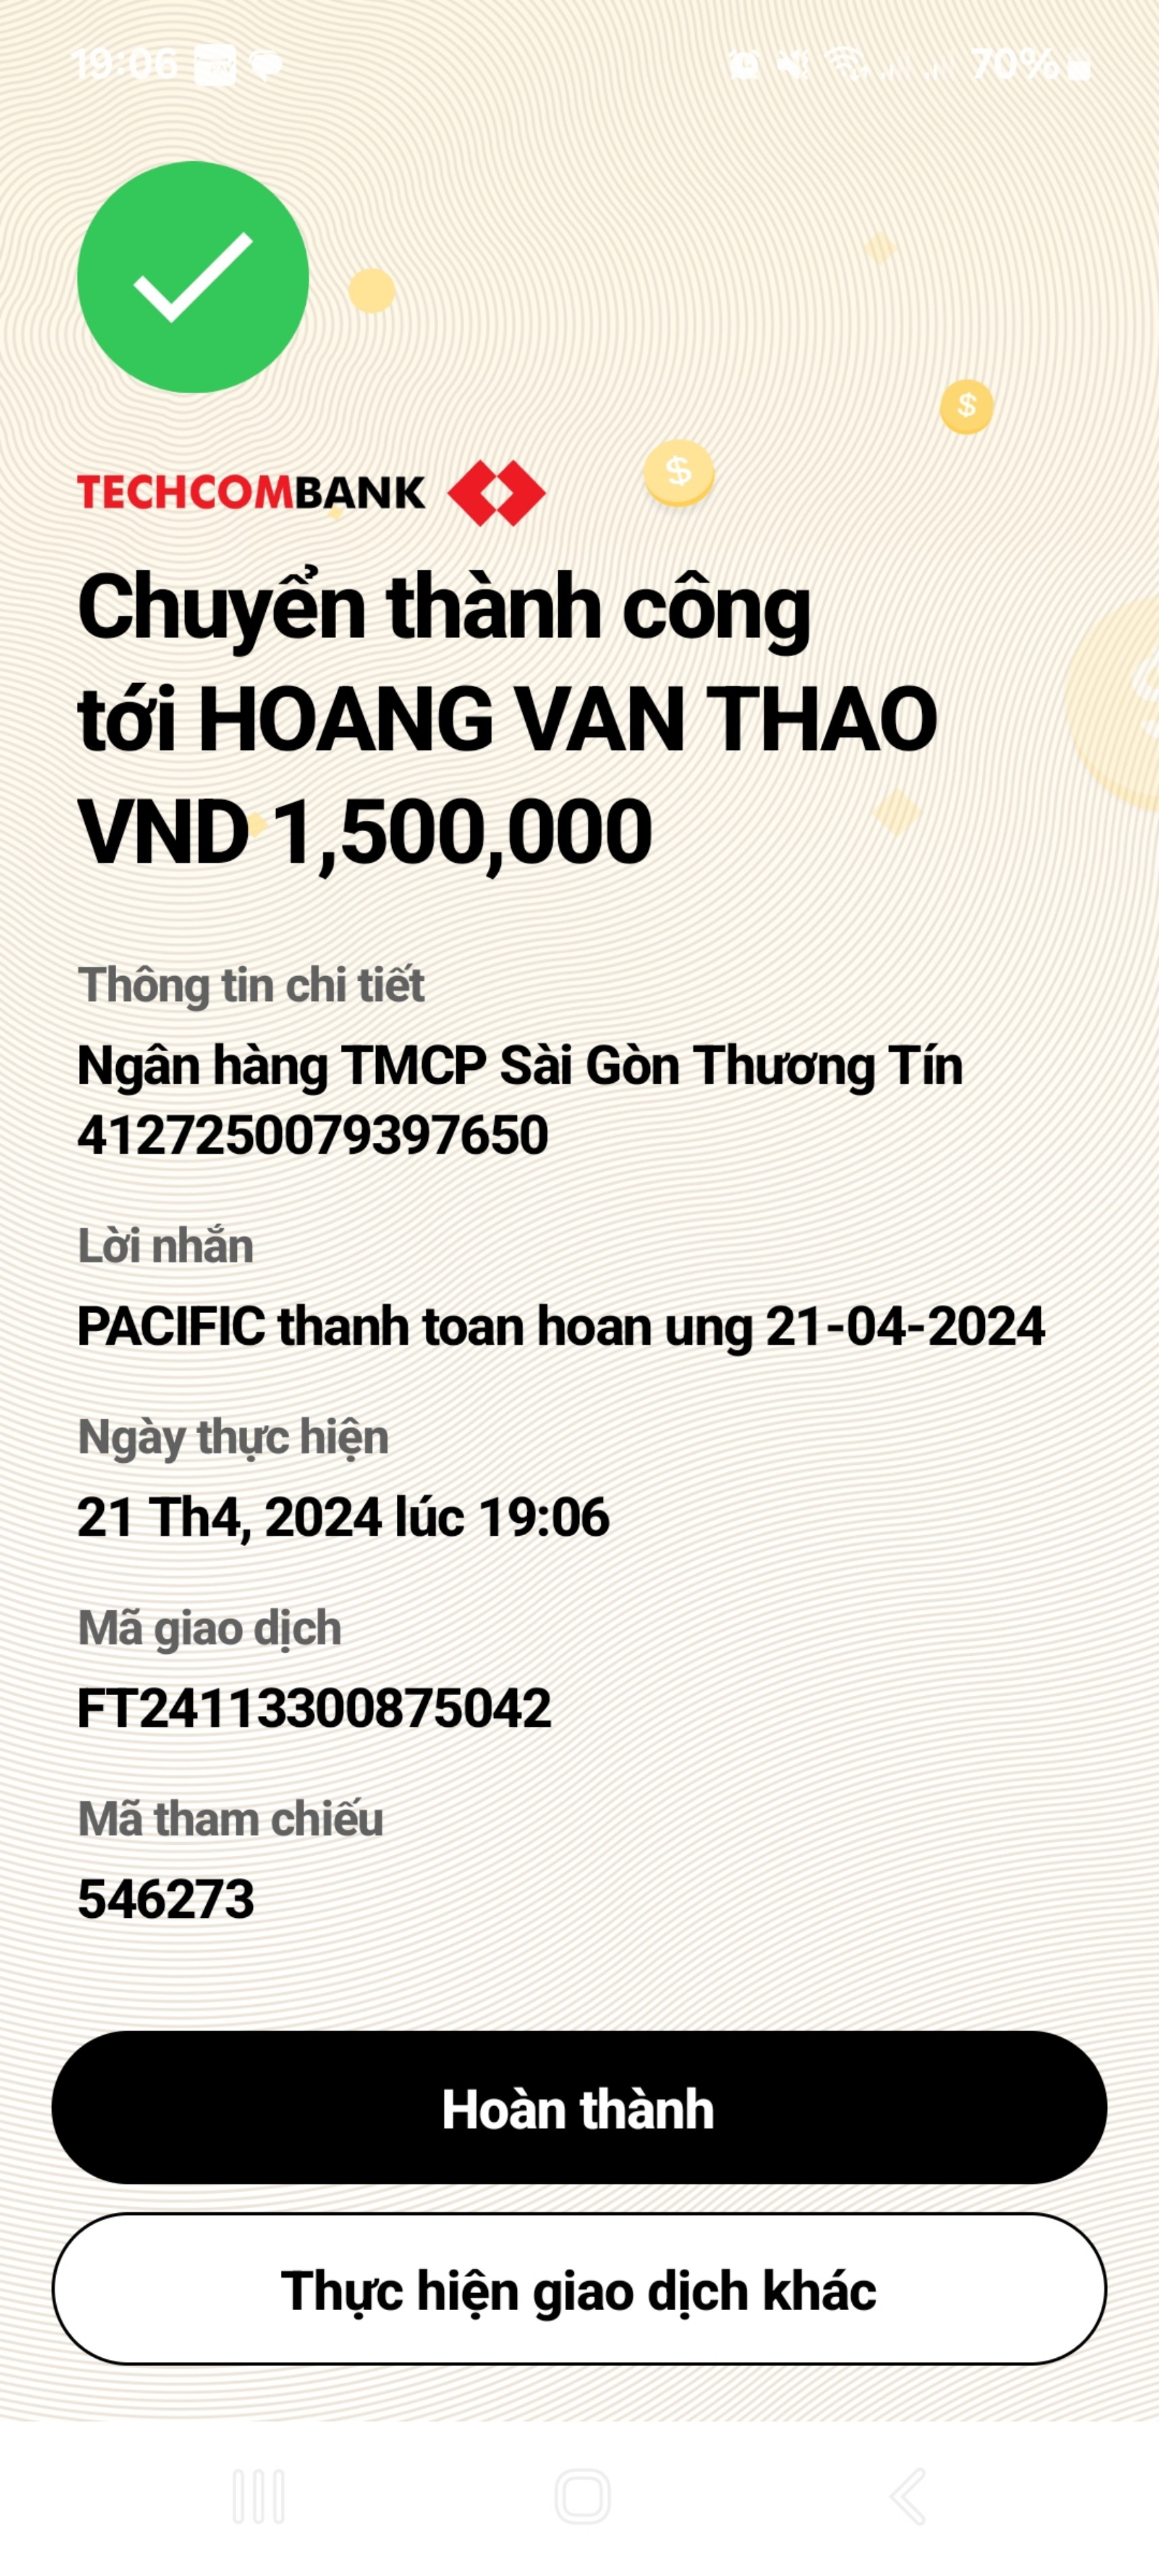 19:06
70%
TECHCOMBANK
Chuyển thành công
tới HOANG VAN THAO
VND 1,500,000
Thông tin chi tiết
Ngân hàng TMCP Sài Gòn Thương Tín
4127250079397650
Lời nhắn
PACIFIC thanh toan hoan ung 21-04-2024
Ngày thực hiện
21 Th4, 2024 lúc 19:06
Mã giao dịch
FT24113300875042
Mã tham chiếu
546273
Hoàn thành
Thực hiện giao dịch khác